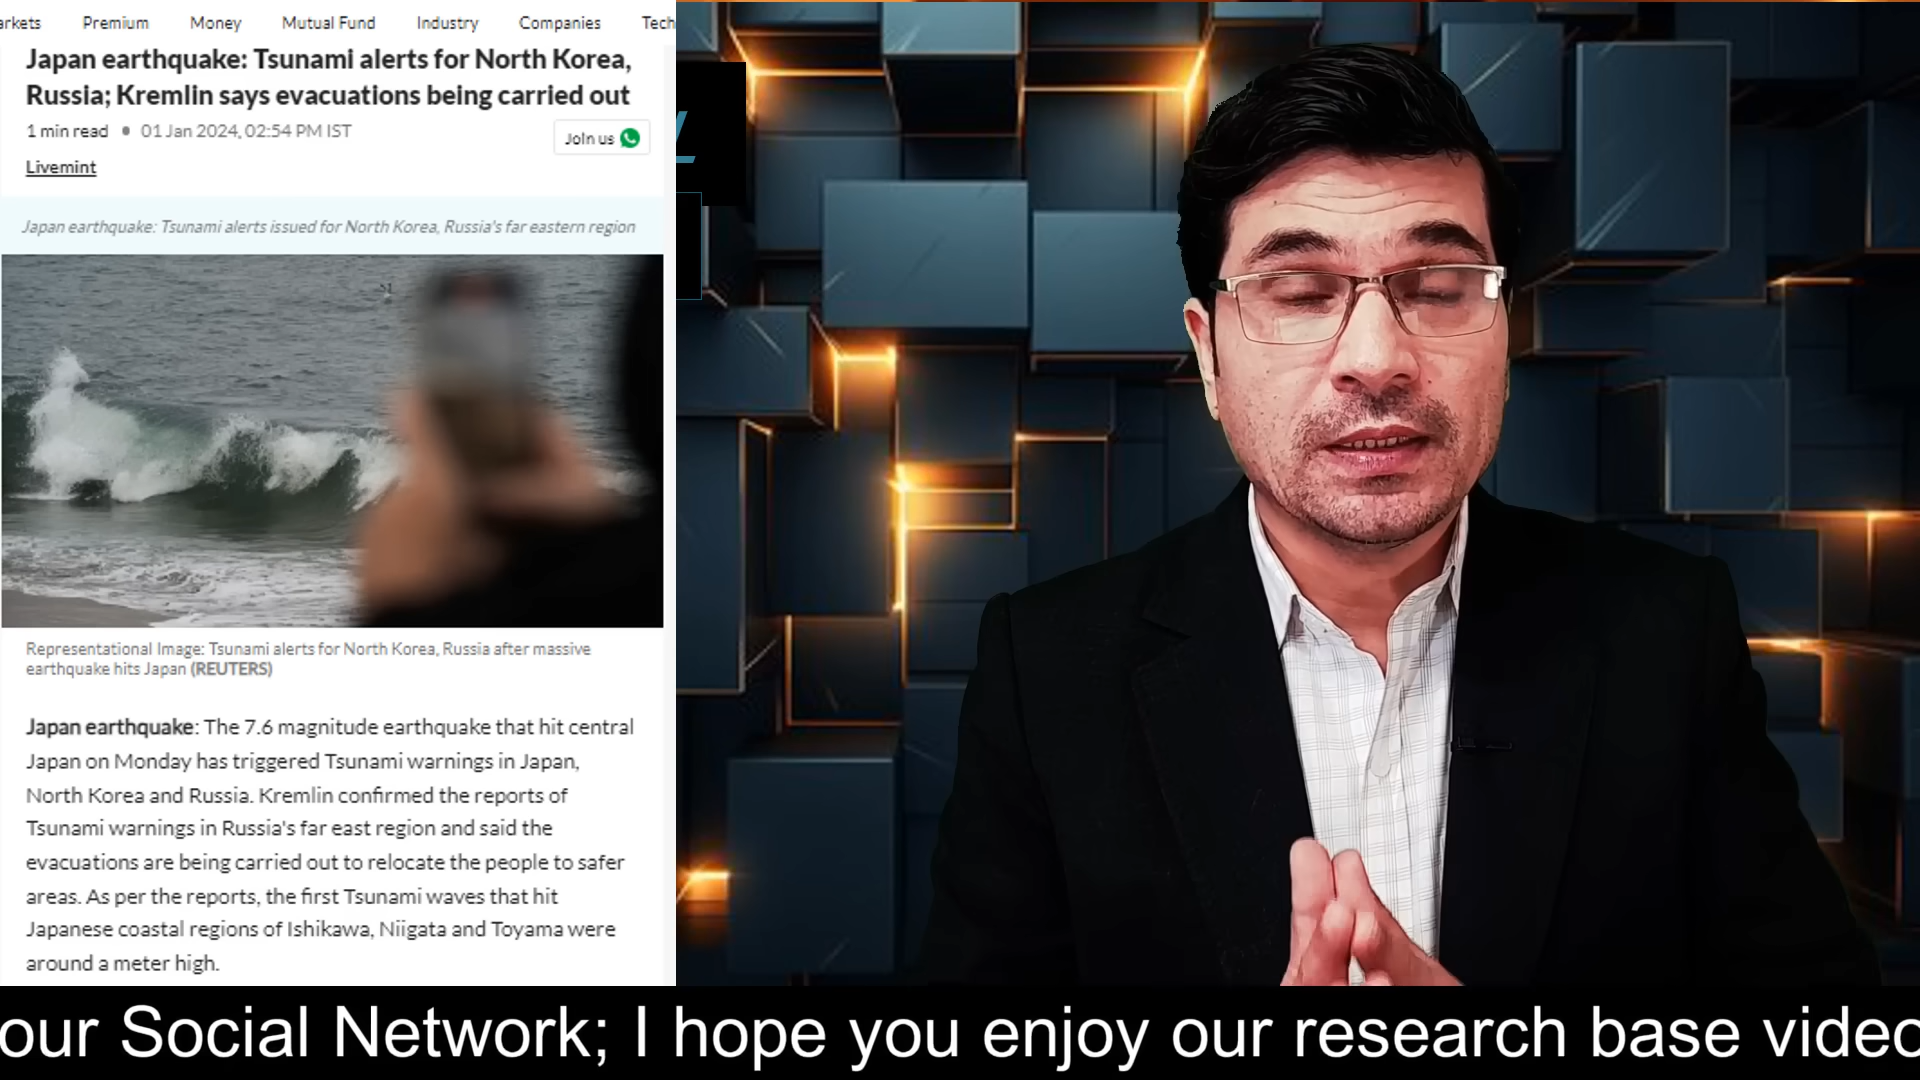 arkets Premium Money Mutual Fund Industry Companies Tech
Japan earthquake: Tsunami alerts for North Korea,
Russia; Kremlin says evacuations being carried out
1 min read • 01 Jan 2024, 02:54 PM IST
Join us
Livemint
Japan earthquake: Tsunami alerts issued for North Korea, Russia's far eastern region
Representational Image: Tsunami alerts for North Korea, Russia after massive
earthquake hits Japan (REUTERS)
Japan earthquake: The 7.6 magnitude earthquake that hit central
Japan on Monday has triggered Tsunami warnings in Japan,
North Korea and Russia. Kremlin confirmed the reports of
Tsunami warnings in Russia's far east region and said the
evacuations are being carried out to relocate the people to safer
areas. As per the reports, the first Tsunami waves that hit
Japanese coastal regions of Ishikawa, Niigata and Toyama were
around a meter high.
our Social Network; I hope you enjoy our research base video